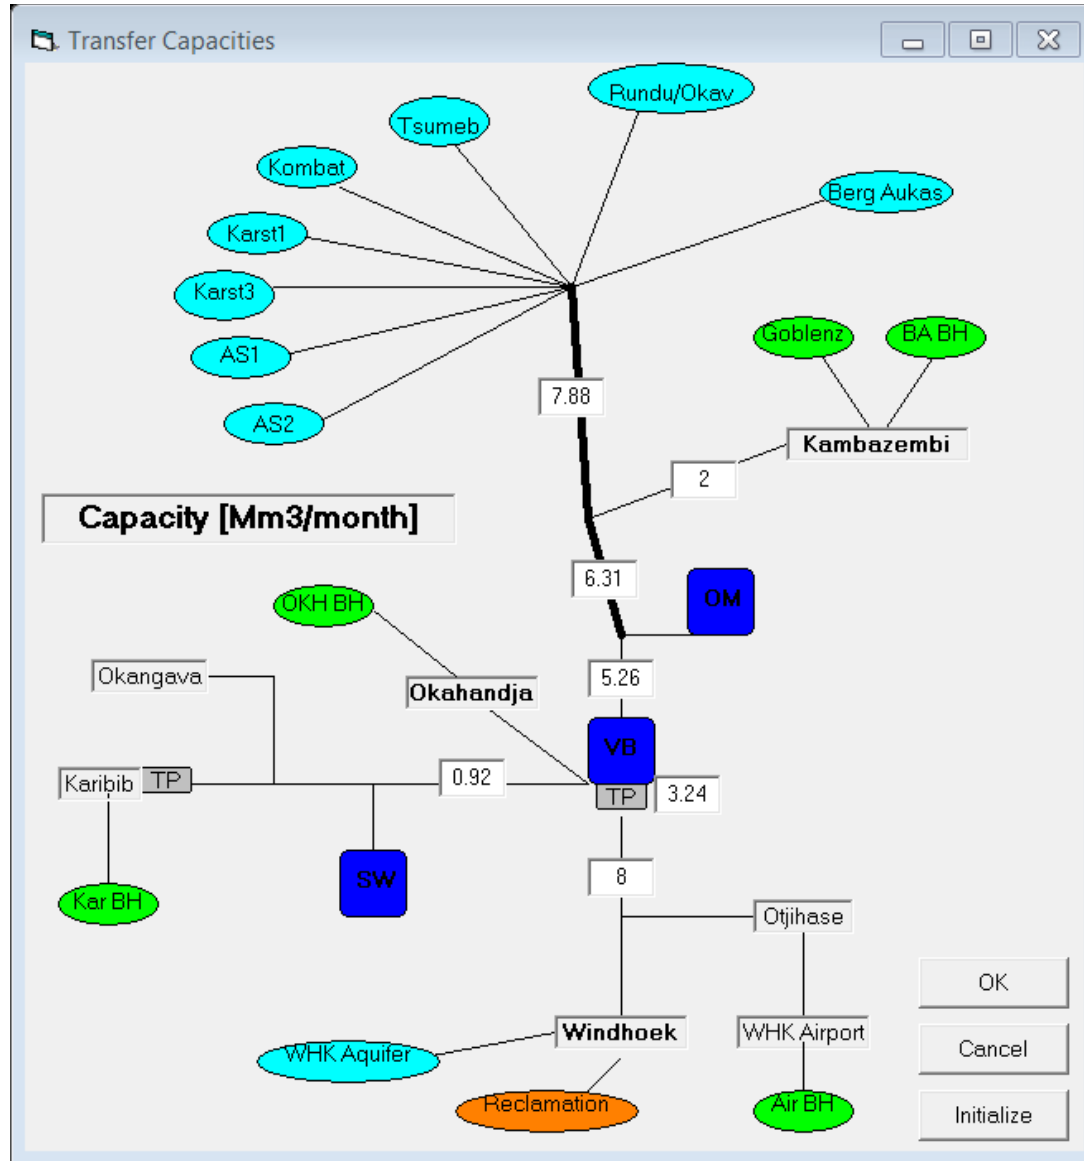 Transfer Capacities
Rundu/Okav
Tsumeb
Kombat
Berg Aukas
Karst1
Karst3
AS1
AS2
Goblenz
BA BH
7.88
Kambazembi
2
Capacity [Mm3/month]
6.31
OM
OKH BH
Okangava
Okahandja
5.26
VB
Karibib
TP
0.92
TP
3.24
SW
8
Kar BH
Otjihase
OK
Windhoek
WHK Airport
WHK Aquifer
Cancel
Reclamation
Air BH
Initialize